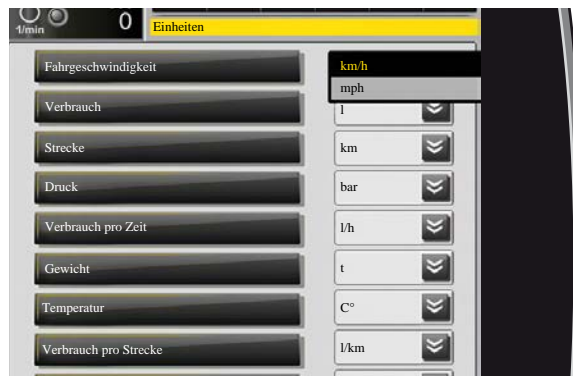 1/min
0
Einheiten
Fahrgeschwindigkeit
km/h
mph
Verbrauch
l
Strecke
km
Druck
bar
Verbrauch pro Zeit
l/h
Gewicht
t
Temperatur
C°
Verbrauch pro Strecke
l/km